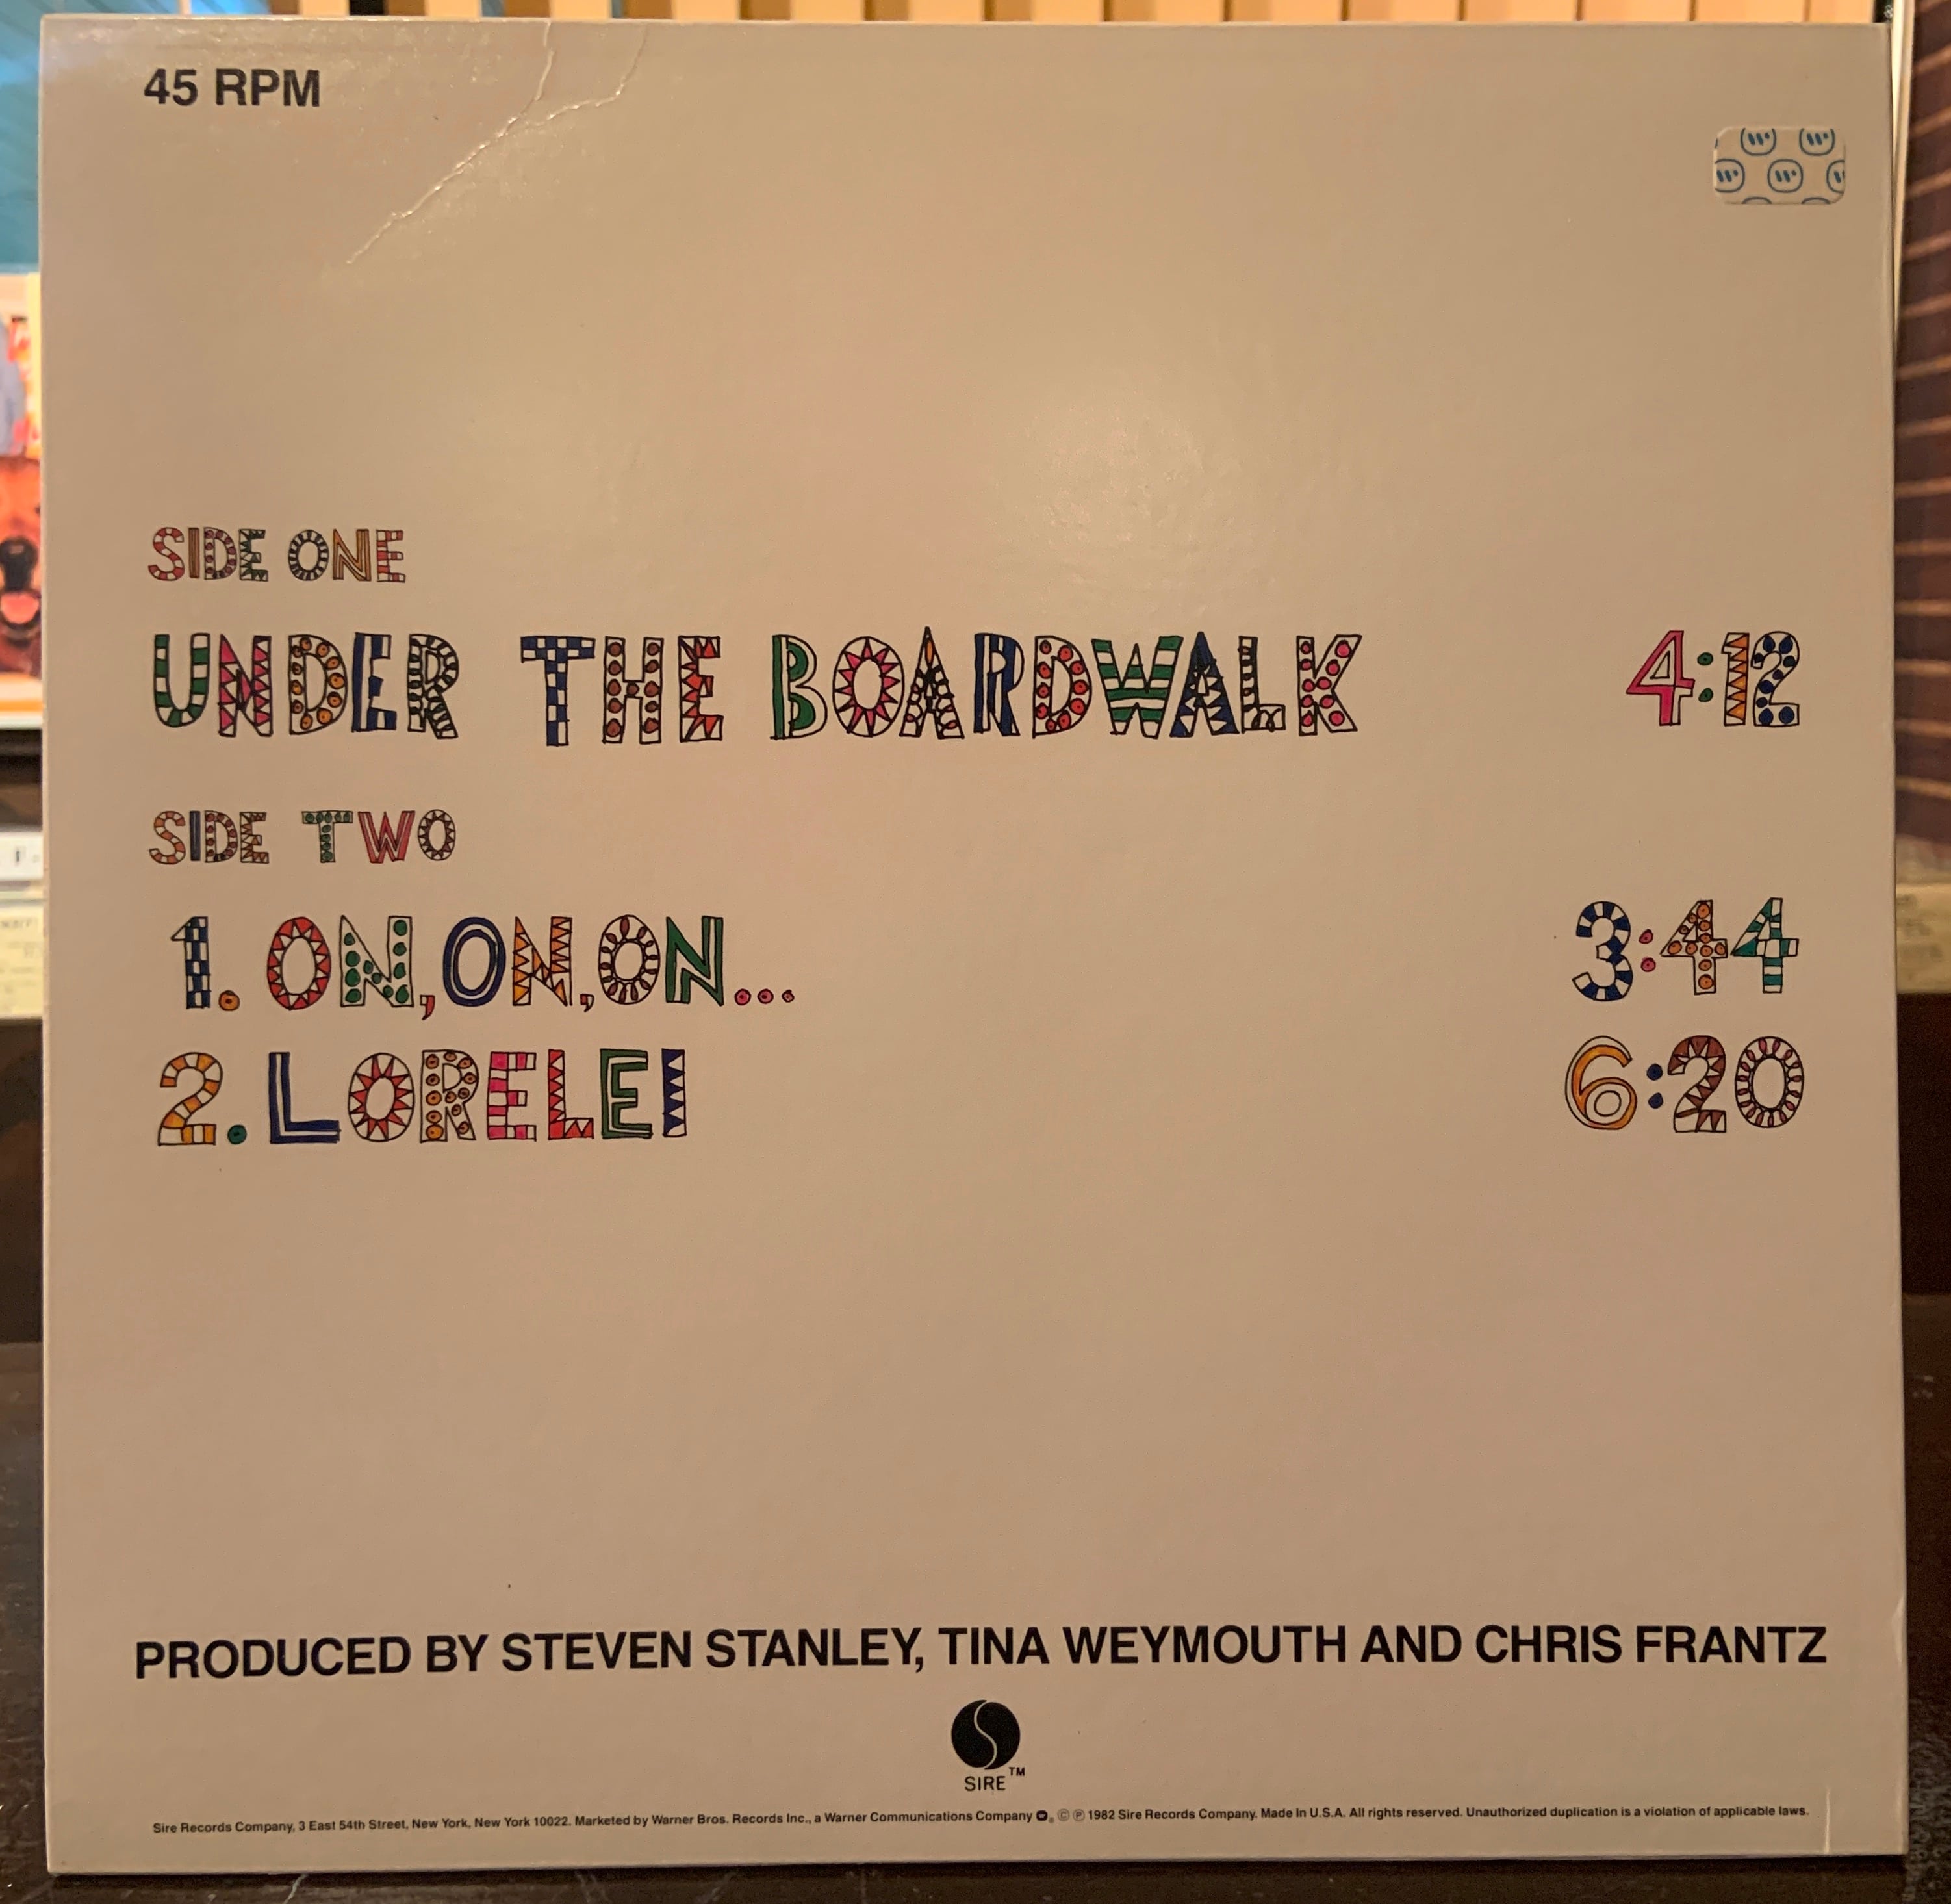 45 RPM
SIDE ONE
UNDER THE BOARDWALK 4:12
SIDE TWO
1. ON, ON, ON... 3:44
2. LORELEI 6:20
PRODUCED BY STEVEN STANLEY, TINA WEYMOUTH AND CHRIS FRANTZ
SIRE™
Sire Records Company, 3 East 54th Street, New York, New York 10022. Marketed by Warner Bros. Records Inc., a Warner Communications Company. Ⓒ Ⓟ 1982 Sire Records Company. Made In U.S.A. All rights reserved. Unauthorized duplication is a violation of applicable laws.